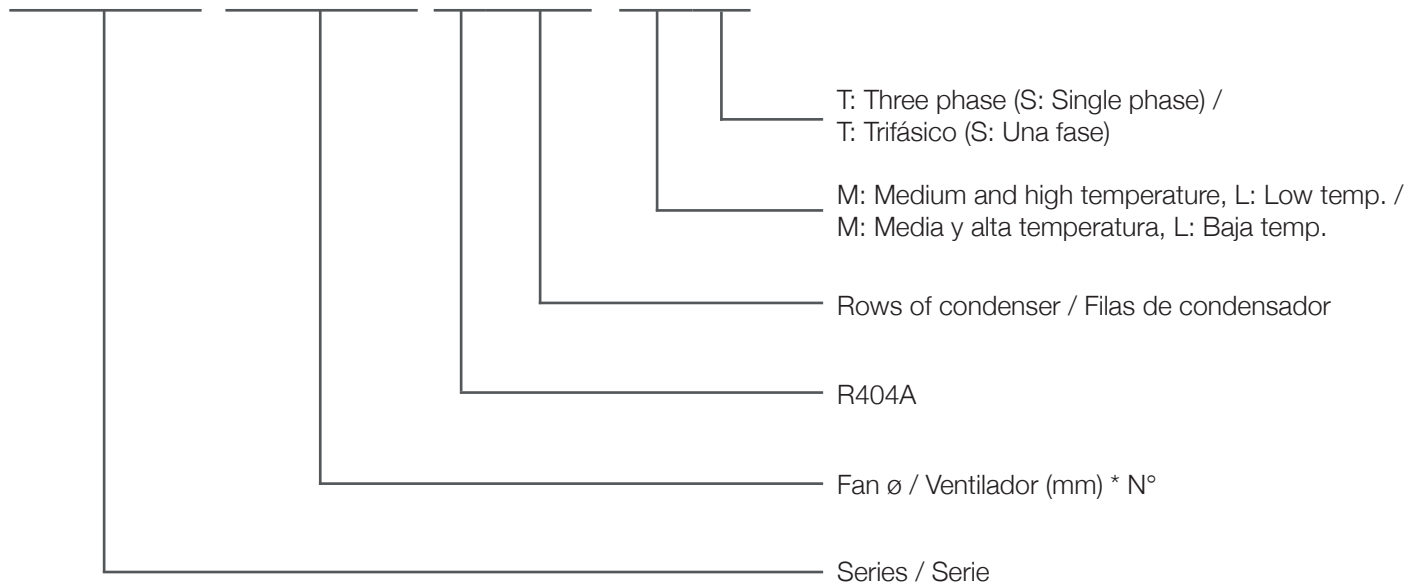 T: Three phase (S: Single phase) /
T: Trifásico (S: Una fase)
M: Medium and high temperature, L: Low temp. /
M: Media y alta temperatura, L: Baja temp.
Rows of condenser / Filas de condensador
R404A
Fan ø / Ventilador (mm) * N°
Series / Serie